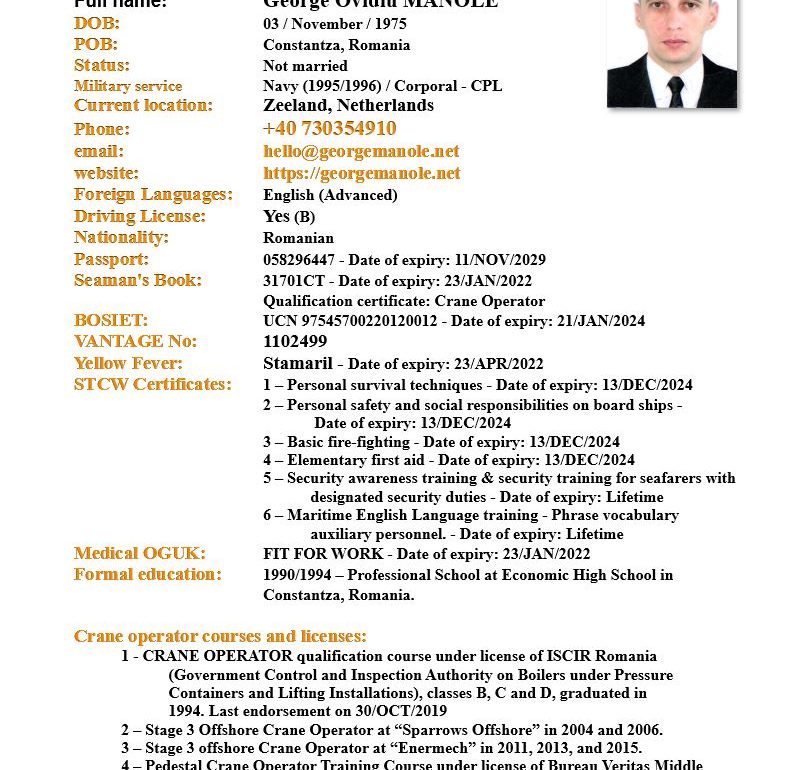 Full name: George Ovidiu MANOLE
DOB: 03 / November / 1975
POB: Constantza, Romania
Status: Not married
Military service Navy (1995/1996) / Corporal - CPL
Current location: Zeeland, Netherlands
Phone: +40 730354910
email: hello@georgemanole.net
website: https://georgemanole.net
Foreign Languages: English (Advanced)
Driving License: Yes (B)
Nationality: Romanian
Passport: 058296447 - Date of expiry: 11/NOV/2029
Seaman's Book: 31701CT - Date of expiry: 23/JAN/2022
Qualification certificate: Crane Operator
BOSIET: UCN 97545700220120012 - Date of expiry: 21/JAN/2024
VANTAGE No: 1102499
Yellow Fever: Stamaril - Date of expiry: 23/APR/2022
STCW Certificates: 1 – Personal survival techniques - Date of expiry: 13/DEC/2024
2 – Personal safety and social responsibilities on board ships -
Date of expiry: 13/DEC/2024
3 – Basic fire-fighting - Date of expiry: 13/DEC/2024
4 – Elementary first aid - Date of expiry: 13/DEC/2024
5 – Security awareness training & security training for seafarers with
designated security duties - Date of expiry: Lifetime
6 – Maritime English Language training - Phrase vocabulary
auxiliary personnel. - Date of expiry: Lifetime
Medical OGUK: FIT FOR WORK - Date of expiry: 23/JAN/2022
Formal education: 1990/1994 – Professional School at Economic High School in
Constantza, Romania.
Crane operator courses and licenses:
1 - CRANE OPERATOR qualification course under license of ISCIR Romania
(Government Control and Inspection Authority on Boilers under Pressure
Containers and Lifting Installations), classes B, C and D, graduated in
1994. Last endorsement on 30/OCT/2019
2 – Stage 3 Offshore Crane Operator at “Sparrows Offshore” in 2004 and 2006.
3 – Stage 3 offshore Crane Operator at “Enermech” in 2011, 2013, and 2015.
4 – Pedestal Crane Operator Training Course under license of Bureau Veritas Middle